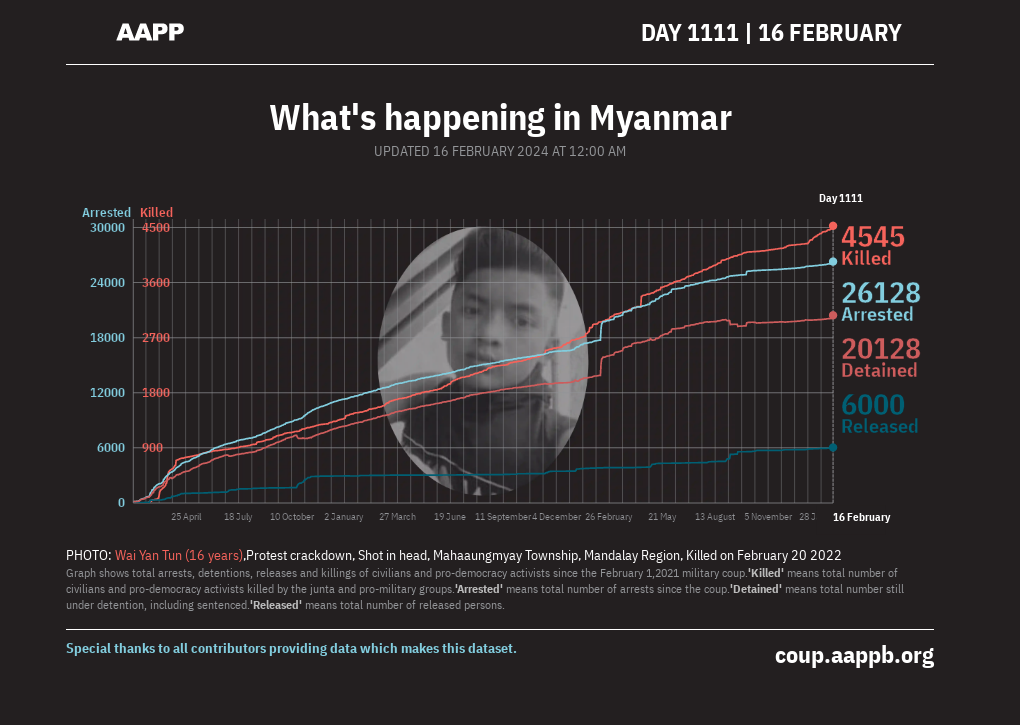 AAPP
DAY 1111 | 16 FEBRUARY
What's happening in Myanmar
UPDATED 16 FEBRUARY 2024 AT 12:00 AM
Day 1111
Arrested Killed
30000 4500
24000 3600
18000 2700
12000 1800
6000 900
0
4545
Killed
26128
Arrested
20128
Detained
6000
Released
25 April 18 July 10 October 2 January 27 March 19 June 11 September 4 December 26 February 21 May 13 August 5 November 28 J 16 February
PHOTO: Wai Yan Tun (16 years),Protest crackdown, Shot in head, Mahaaungmyay Township, Mandalay Region, Killed on February 20 2022
Graph shows total arrests, detentions, releases and killings of civilians and pro-democracy activists since the February 1,2021 military coup.'Killed' means total number of
civilians and pro-democracy activists killed by the junta and pro-military groups.'Arrested' means total number of arrests since the coup.'Detained' means total number still
under detention, including sentenced.'Released' means total number of released persons.
Special thanks to all contributors providing data which makes this dataset.
coup.aappb.org